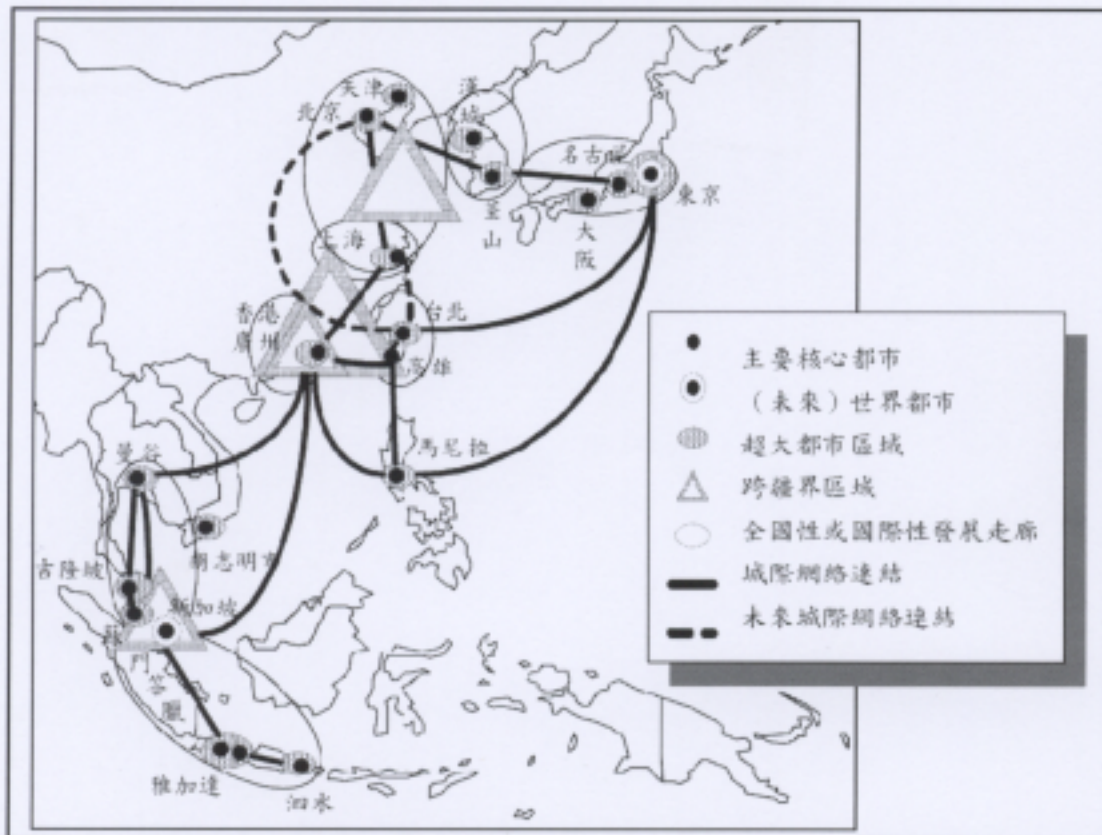 天津
北京
漢城
名古屋
東京
釜山
大阪
上海
台北
香港
廣州
高雄
馬尼拉
曼谷
胡志明市
吉隆坡
新加坡
蘇門答臘
雅加達
泗水
主要核心都市
（未來）世界都市
超大都市區域
跨疆界區域
全國性或國際性發展走廊
城際網絡連結
未來城際網絡連結